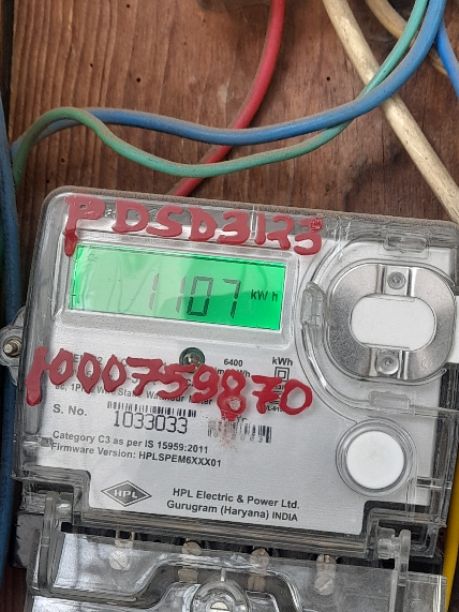 PDSD3123
1107 kWh
6400 kWh
1000759870
S. No. 1033033
Category C3 as per IS 15959:2011
Firmware Version: HPLSPEM6XXX01
HPL
HPL Electric & Power Ltd.
Gurugram (Haryana) INDIA